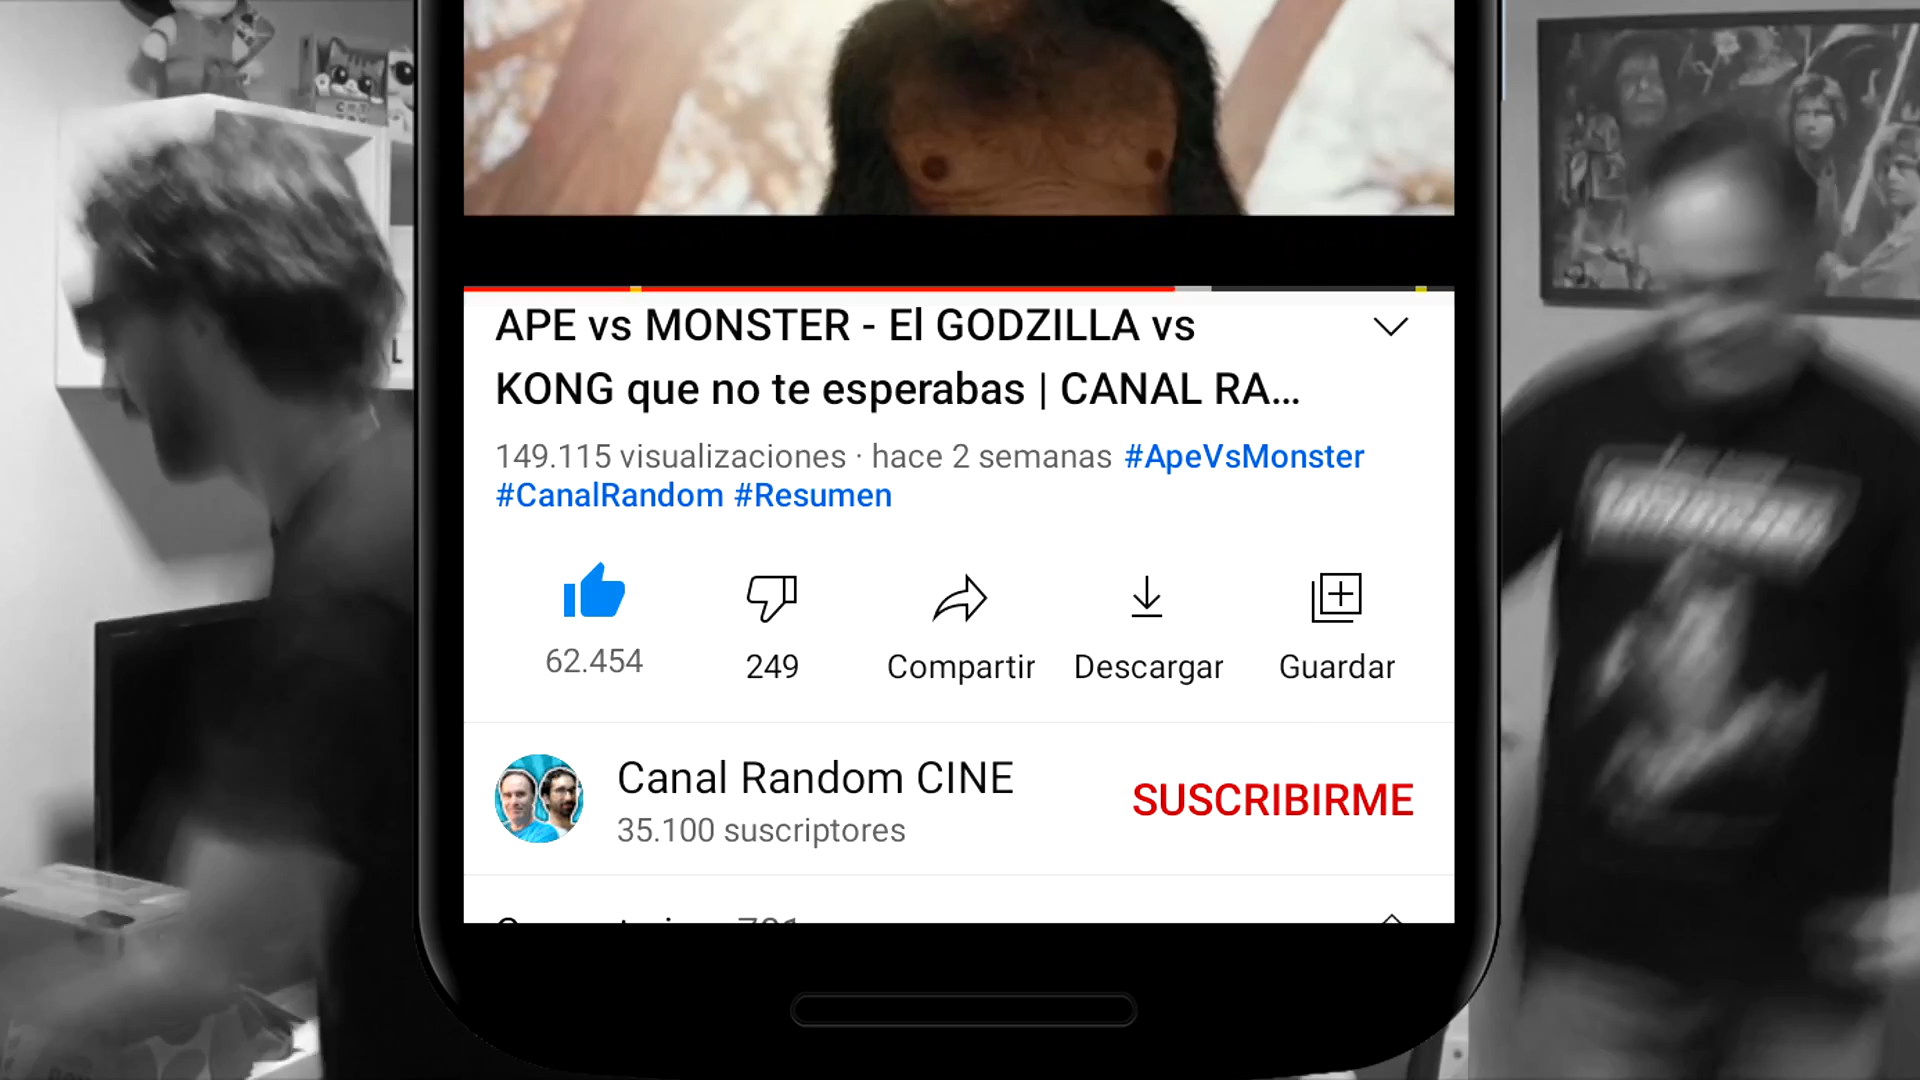 APE vs MONSTER - El GODZILLA vs
KONG que no te esperabas | CANAL RA...
149.115 visualizaciones · hace 2 semanas #ApeVsMonster
#CanalRandom #Resumen
62.454
249
Compartir
Descargar
Guardar
Canal Random CINE
SUSCRIBIRME
35.100 suscriptores